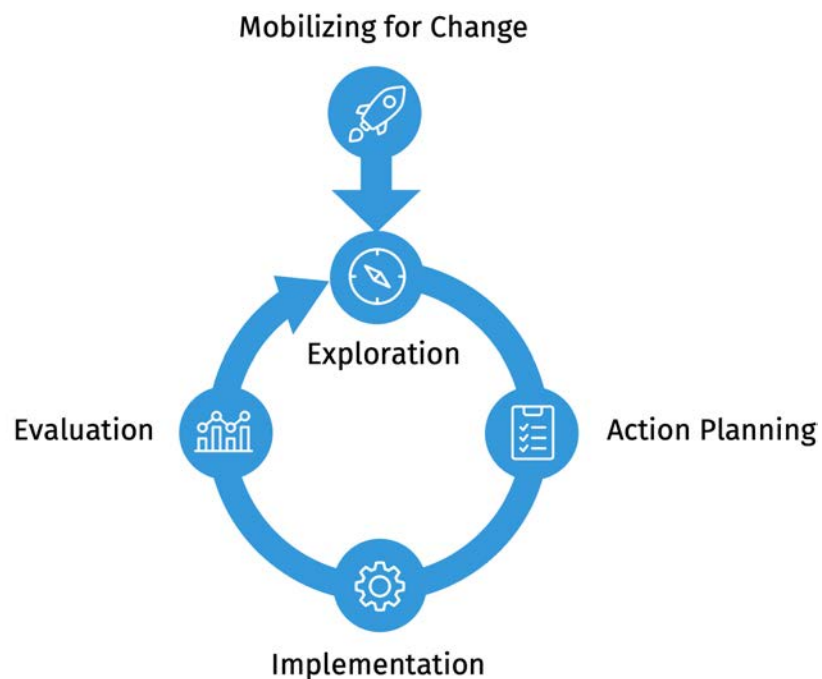 Mobilizing for Change
Exploration
Evaluation
Action Planning
Implementation